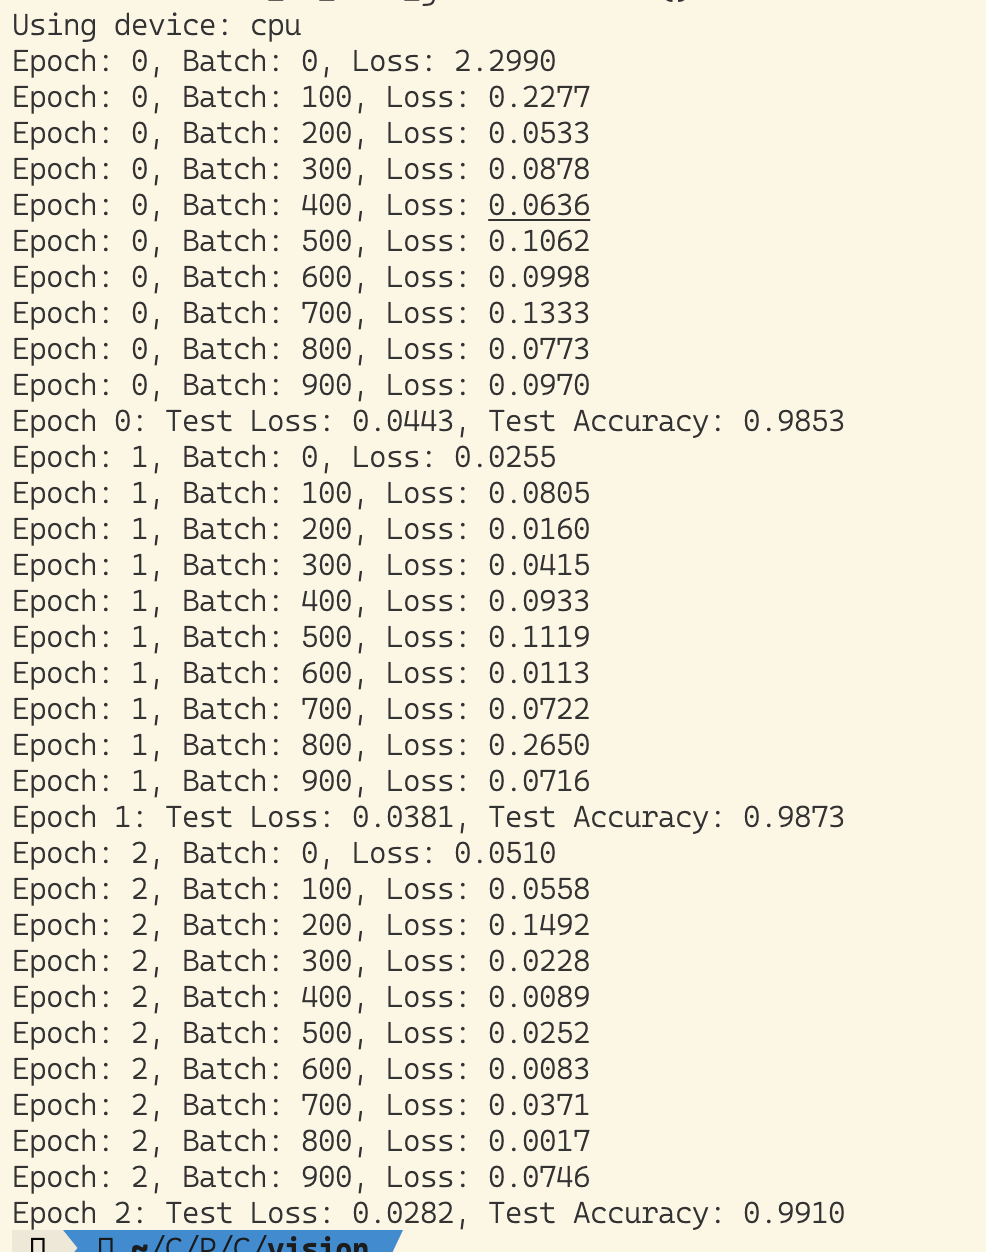 Using device: cpu
Epoch: 0, Batch: 0, Loss: 2.2990
Epoch: 0, Batch: 100, Loss: 0.2277
Epoch: 0, Batch: 200, Loss: 0.0533
Epoch: 0, Batch: 300, Loss: 0.0878
Epoch: 0, Batch: 400, Loss: 0.0636
Epoch: 0, Batch: 500, Loss: 0.1062
Epoch: 0, Batch: 600, Loss: 0.0998
Epoch: 0, Batch: 700, Loss: 0.1333
Epoch: 0, Batch: 800, Loss: 0.0773
Epoch: 0, Batch: 900, Loss: 0.0970
Epoch 0: Test Loss: 0.0443, Test Accuracy: 0.9853
Epoch: 1, Batch: 0, Loss: 0.0255
Epoch: 1, Batch: 100, Loss: 0.0805
Epoch: 1, Batch: 200, Loss: 0.0160
Epoch: 1, Batch: 300, Loss: 0.0415
Epoch: 1, Batch: 400, Loss: 0.0933
Epoch: 1, Batch: 500, Loss: 0.1119
Epoch: 1, Batch: 600, Loss: 0.0113
Epoch: 1, Batch: 700, Loss: 0.0722
Epoch: 1, Batch: 800, Loss: 0.2650
Epoch: 1, Batch: 900, Loss: 0.0716
Epoch 1: Test Loss: 0.0381, Test Accuracy: 0.9873
Epoch: 2, Batch: 0, Loss: 0.0510
Epoch: 2, Batch: 100, Loss: 0.0558
Epoch: 2, Batch: 200, Loss: 0.1492
Epoch: 2, Batch: 300, Loss: 0.0228
Epoch: 2, Batch: 400, Loss: 0.0089
Epoch: 2, Batch: 500, Loss: 0.0252
Epoch: 2, Batch: 600, Loss: 0.0083
Epoch: 2, Batch: 700, Loss: 0.0371
Epoch: 2, Batch: 800, Loss: 0.0017
Epoch: 2, Batch: 900, Loss: 0.0746
Epoch 2: Test Loss: 0.0282, Test Accuracy: 0.9910
~/C/P/C/vision